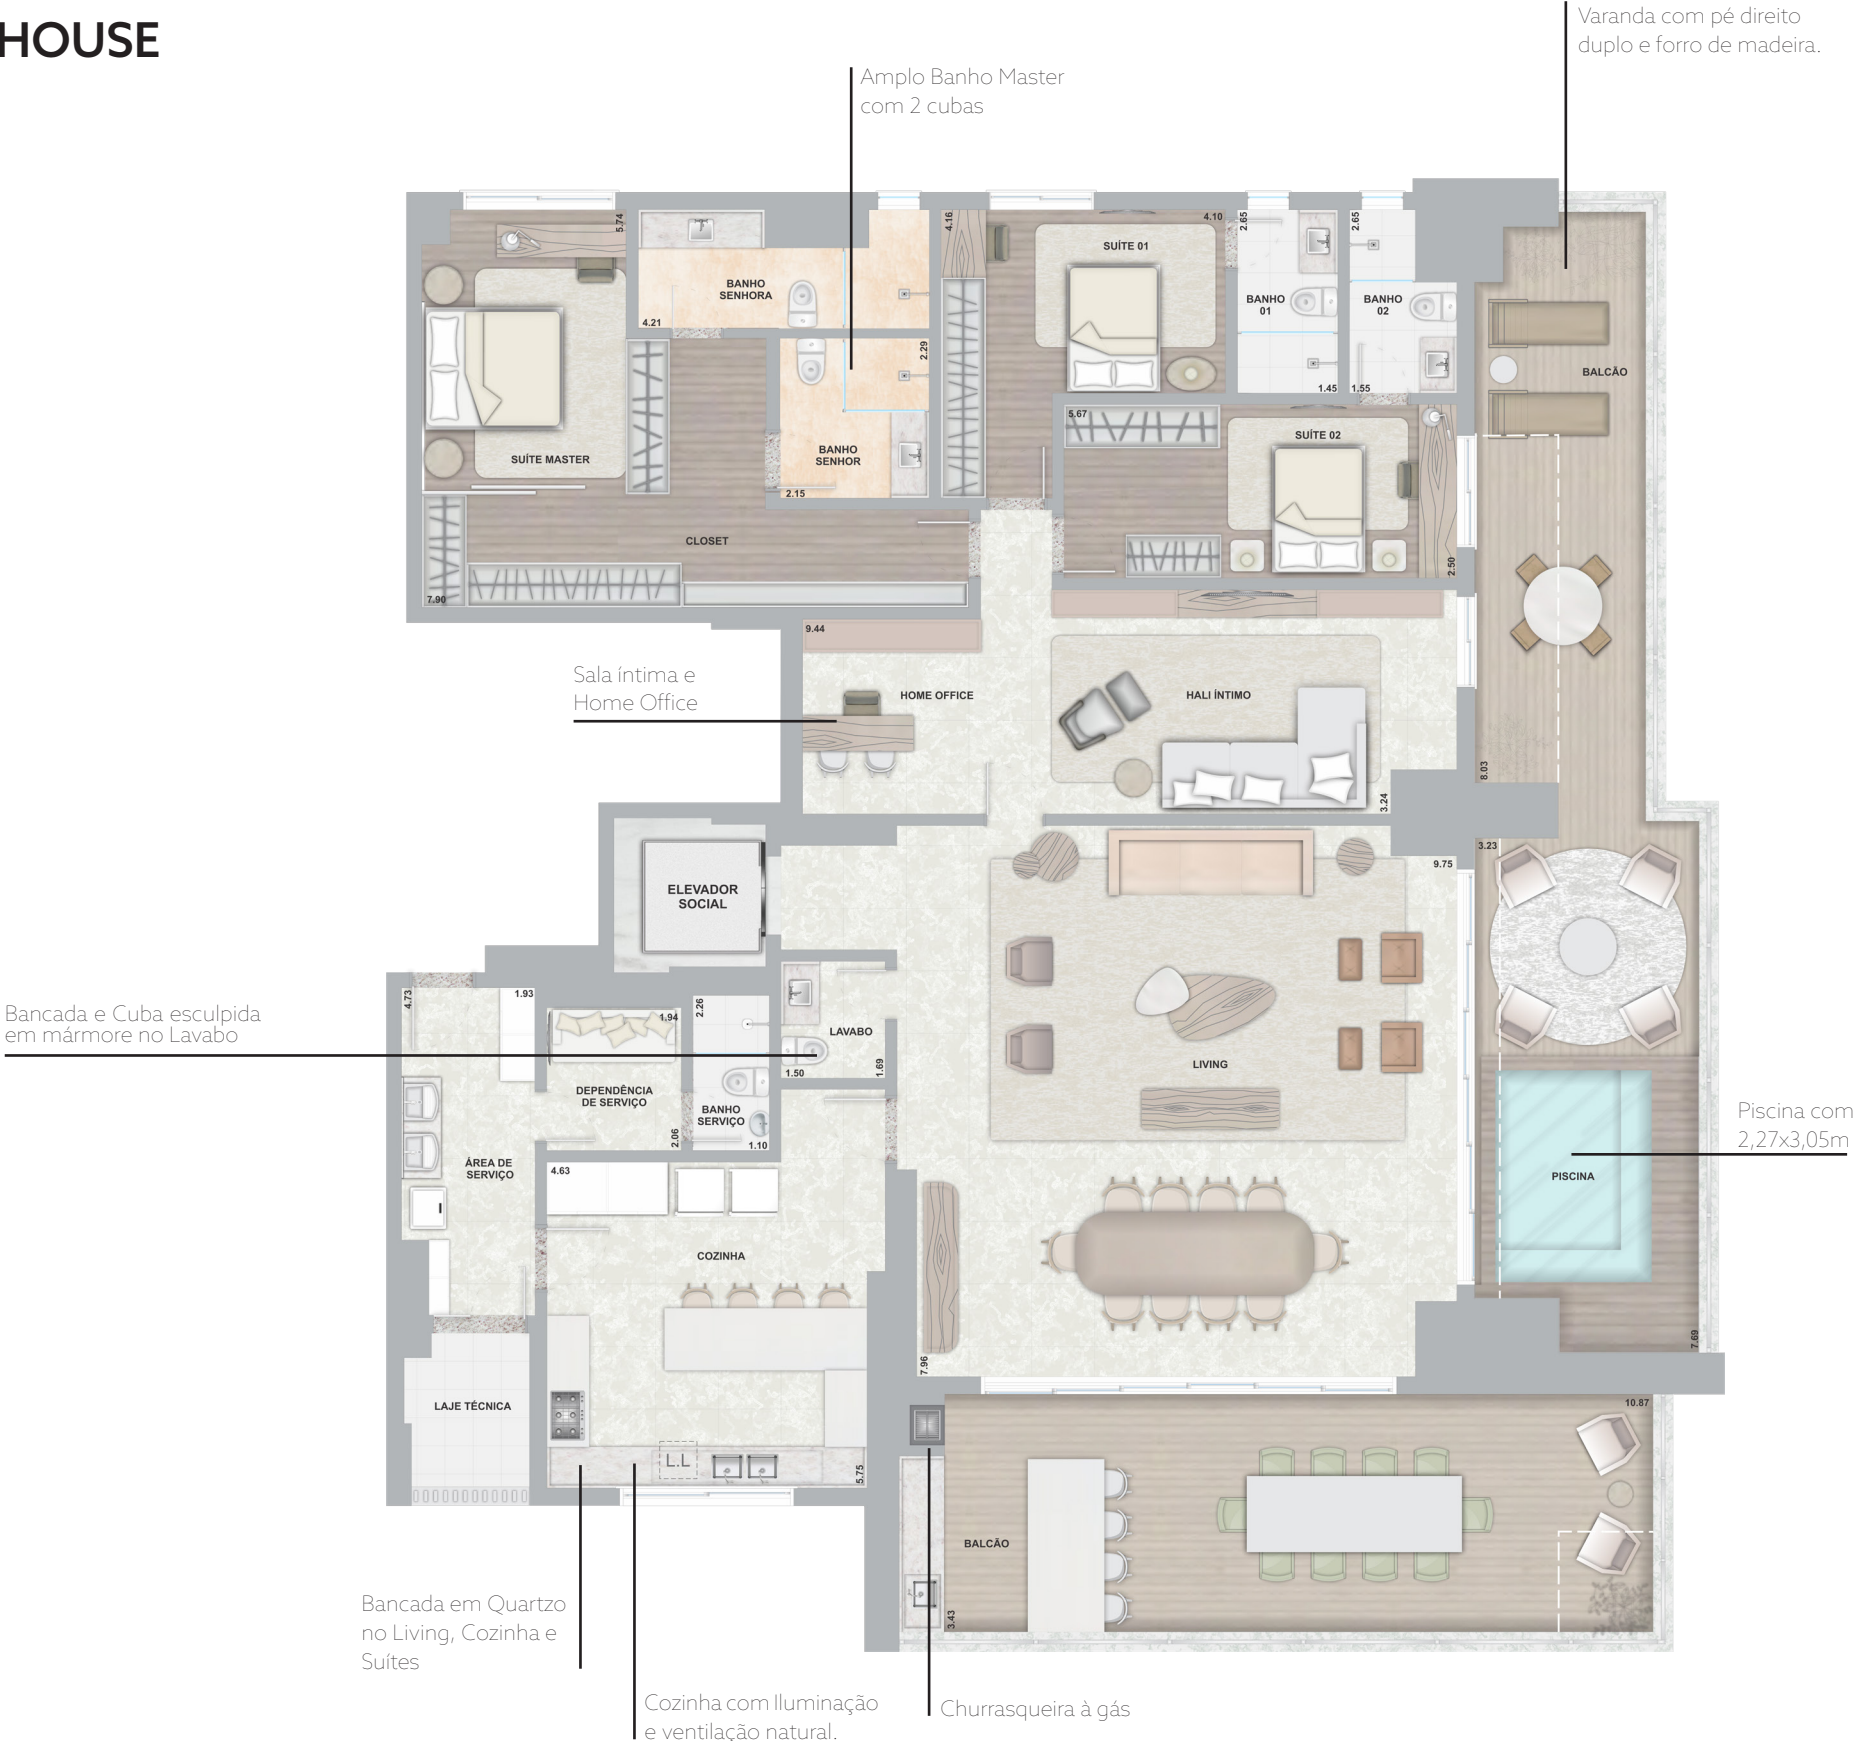 HOUSE
Varanda com pé direito
duplo e forro de madeira.
Amplo Banho Master
com 2 cubas
5.74
4.16
4.10
2.65
2.65
SUÍTE 01
BANHO
SENHORA
4.21
BANHO
01
BANHO
02
2.29
1.45
1.55
BALCÃO
5.67
SUÍTE 02
SUÍTE MASTER
BANHO
SENHOR
2.15
CLOSET
2.50
7.90
9.44
Sala íntima e
Home Office
HOME OFFICE
HALI ÍNTIMO
8.03
3.24
3.23
9.75
ELEVADOR
SOCIAL
4.73
1.93
Bancada e Cuba esculpida
em mármore no Lavabo
1.94
2.26
LAVABO
1.50
1.69
LIVING
DEPENDÊNCIA
DE SERVIÇO
BANHO
SERVIÇO
2.06
1.10
Piscina com
2,27x3,05m
ÁREA DE
SERVIÇO
4.63
PISCINA
COZINHA
7.96
7.69
LAJE TÉCNICA
10.87
L.L
5.75
BALCÃO
3.43
Bancada em Quartzo
no Living, Cozinha e
Suítes
Cozinha com Iluminação
e ventilação natural.
Churrasqueira à gás